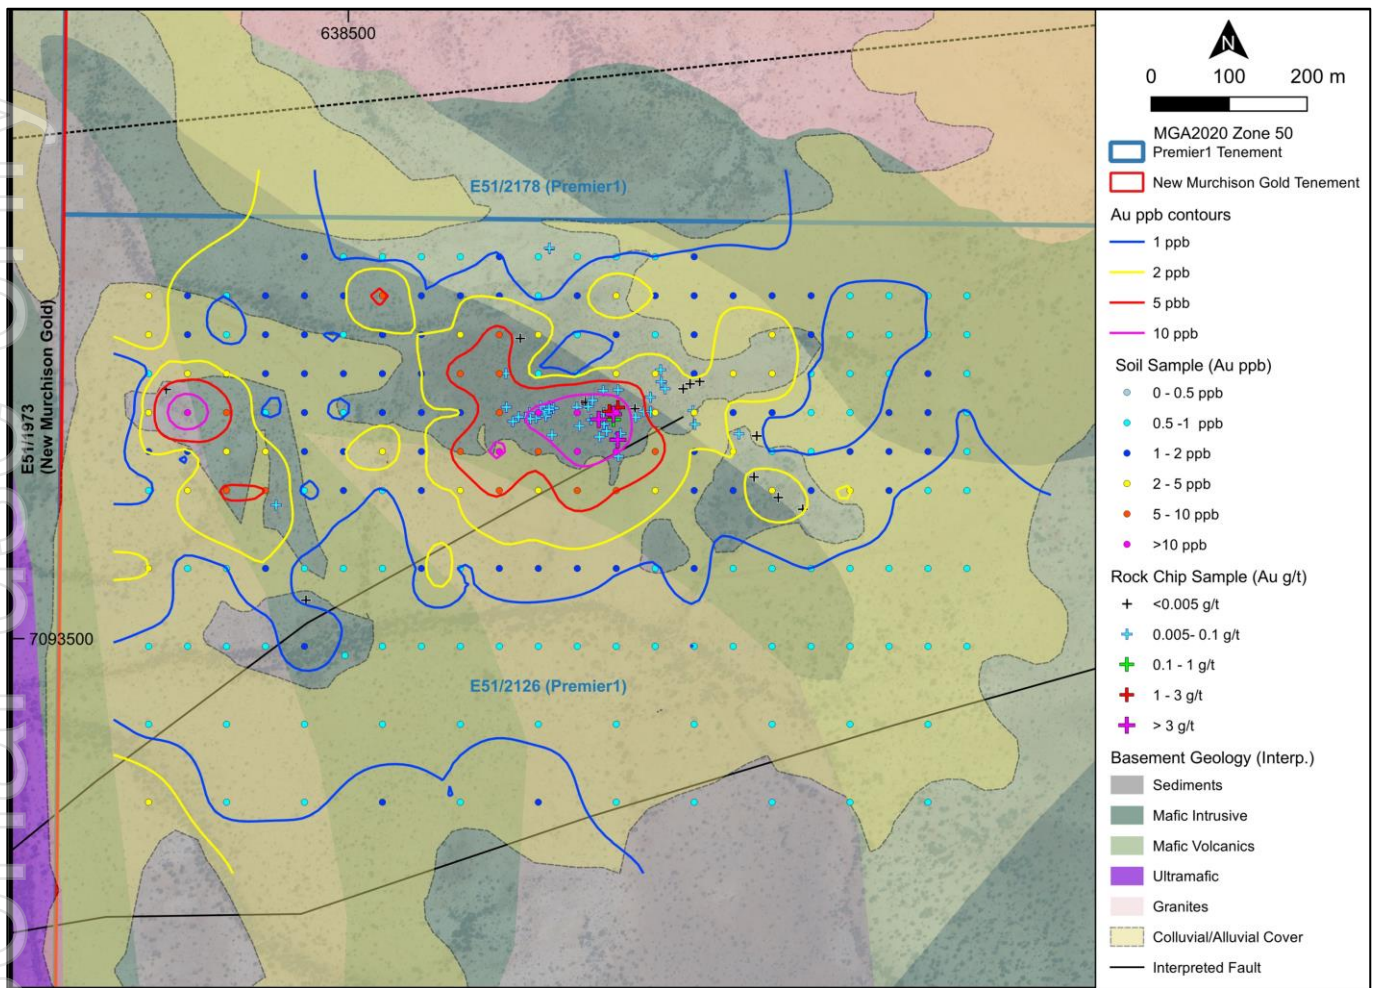 638500
7093500
E51/2178 (Premier1)
E51/2126 (Premier1)
E51/1973
(New Murchison Gold)
N
0 100 200 m
MGA2020 Zone 50
Premier1 Tenement
New Murchison Gold Tenement
Au ppb contours
1 ppb
2 ppb
5 pbb
10 ppb
Soil Sample (Au ppb)
0 - 0.5 ppb
0.5 -1 ppb
1 - 2 ppb
2 - 5 ppb
5 - 10 ppb
>10 ppb
Rock Chip Sample (Au g/t)
<0.005 g/t
0.005- 0.1 g/t
0.1 - 1 g/t
1 - 3 g/t
> 3 g/t
Basement Geology (Interp.)
Sediments
Mafic Intrusive
Mafic Volcanics
Ultramafic
Granites
Colluvial/Alluvial Cover
Interpreted Fault